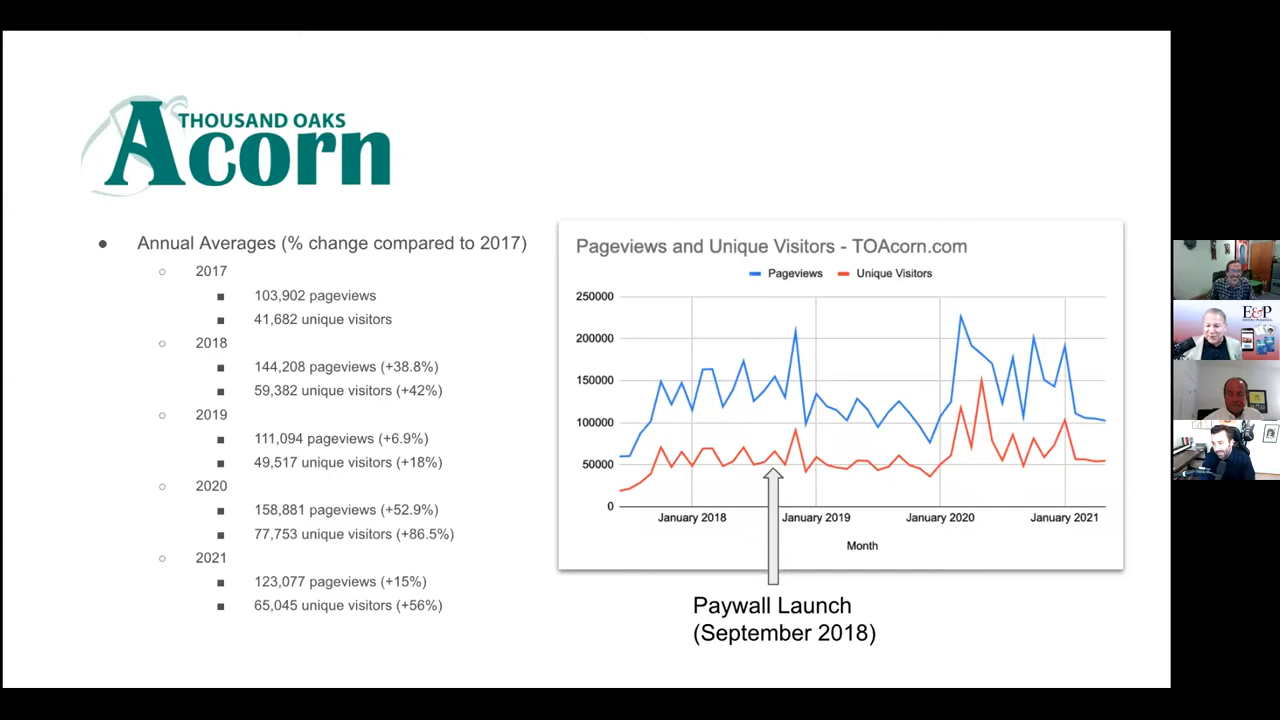 THOUSAND OAKS
Acorn
● Annual Averages (% change compared to 2017)
○ 2017
■ 103,902 pageviews
■ 41,682 unique visitors
○ 2018
■ 144,208 pageviews (+38.8%)
■ 59,382 unique visitors (+42%)
○ 2019
■ 111,094 pageviews (+6.9%)
■ 49,517 unique visitors (+18%)
○ 2020
■ 158,881 pageviews (+52.9%)
■ 77,753 unique visitors (+86.5%)
○ 2021
■ 123,077 pageviews (+15%)
■ 65,045 unique visitors (+56%)
Pageviews and Unique Visitors - TOAcorn.com
Pageviews Unique Visitors
250000
200000
150000
100000
50000
0
January 2018 January 2019 January 2020 January 2021
Month
Paywall Launch
(September 2018)
E&P